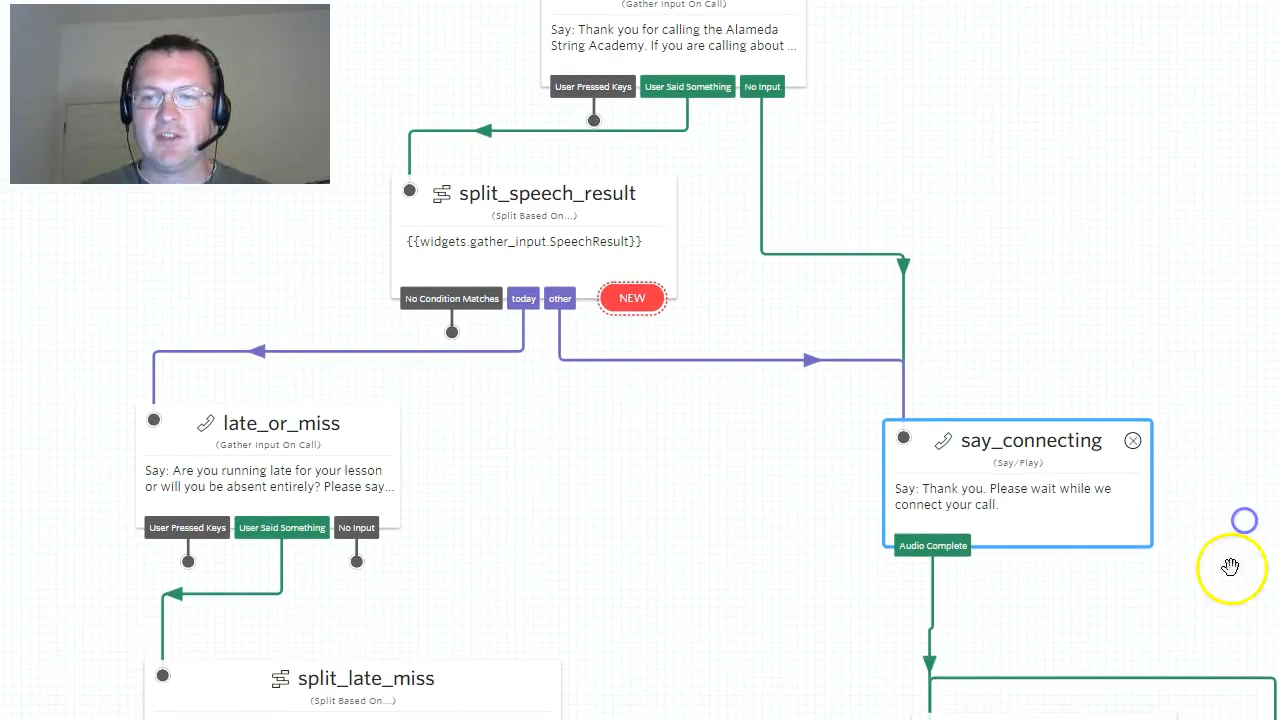 (Gather Input On Call)
Say: Thank you for calling the Alameda
String Academy. If you are calling about ...
User Pressed Keys
User Said Something
No Input
split_speech_result
(Split Based On...)
{{widgets.gather_input.SpeechResult}}
No Condition Matches
today
other
NEW
late_or_miss
(Gather Input On Call)
Say: Are you running late for your lesson
or will you be absent entirely? Please say...
User Pressed Keys
User Said Something
No Input
say_connecting
(Say/Play)
Say: Thank you. Please wait while we
connect your call.
Audio Complete
split_late_miss
(Split Based On...)